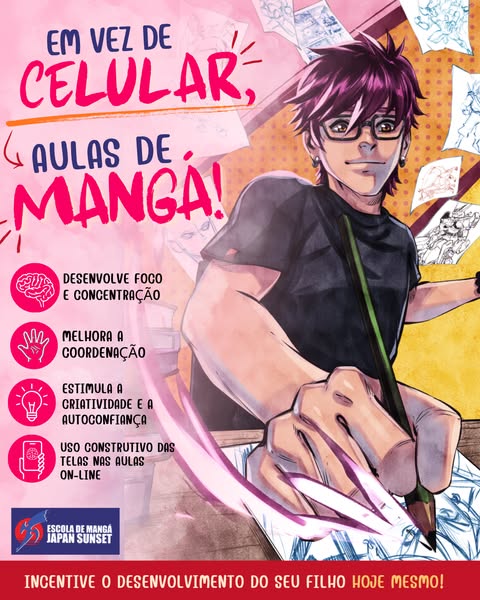 EM VEZ DE
CELULAR,
AULAS DE
MANGÁ!
DESENVOLVE FOCO
E CONCENTRAÇÃO
MELHORA A
COORDENAÇÃO
ESTIMULA A
CRIATIVIDADE E A
AUTOCONFIANÇA
USO CONSTRUTIVO DAS
TELAS NAS AULAS
ON-LINE
ESCOLA DE MANGÁ
JAPAN SUNSET
INCENTIVE O DESENVOLVIMENTO DO SEU FILHO HOJE MESMO!